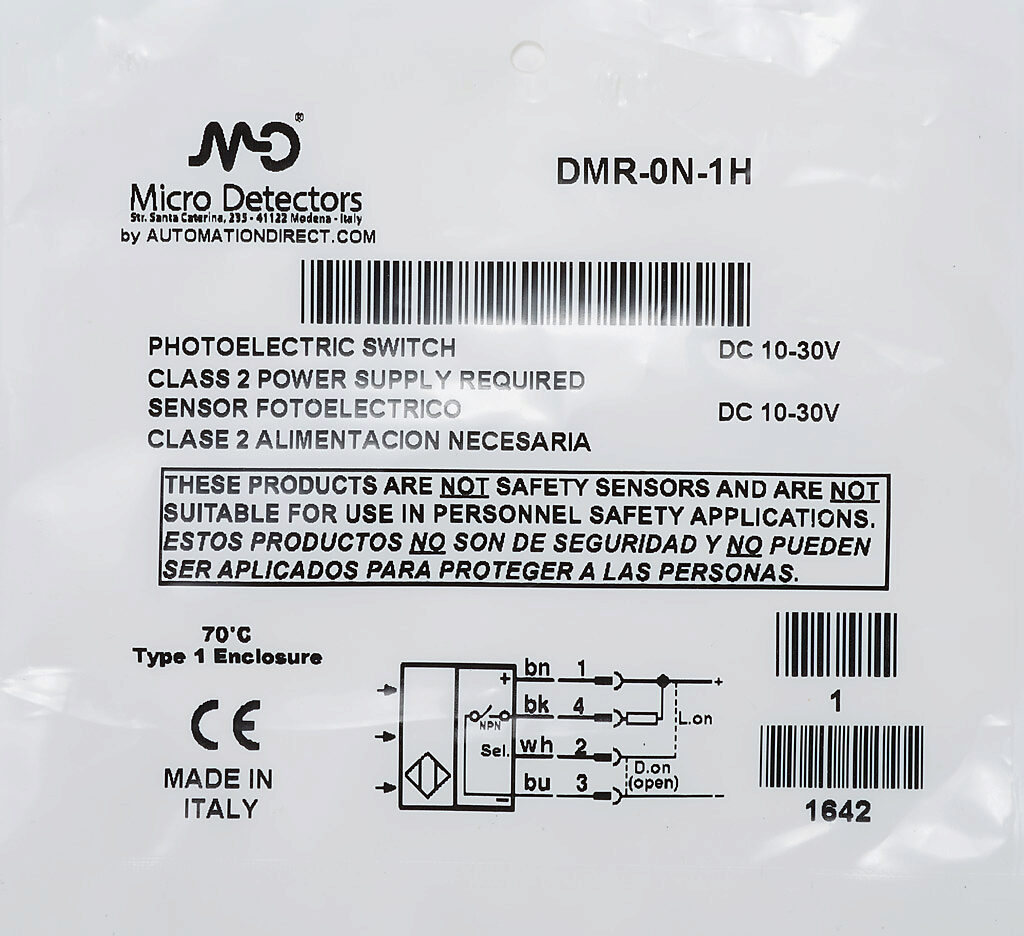 MD®
Micro Detectors
Str. Santa Caterina, 235 - 41122 Modena - Italy
by AUTOMATIONDIRECT.COM
DMR-0N-1H
PHOTOELECTRIC SWITCH DC 10-30V
CLASS 2 POWER SUPPLY REQUIRED
SENSOR FOTOELECTRICO DC 10-30V
CLASE 2 ALIMENTACION NECESARIA
THESE PRODUCTS ARE NOT SAFETY SENSORS AND ARE NOT
SUITABLE FOR USE IN PERSONNEL SAFETY APPLICATIONS.
ESTOS PRODUCTOS NO SON DE SEGURIDAD Y NO PUEDEN
SER APLICADOS PARA PROTEGER A LAS PERSONAS.
70°C
Type 1 Enclosure
CE
MADE IN
ITALY
+ bn 1 +
bk 4
NPN
L.on
Sel. wh 2
D.on
(open)
- bu 3 -
1
1642